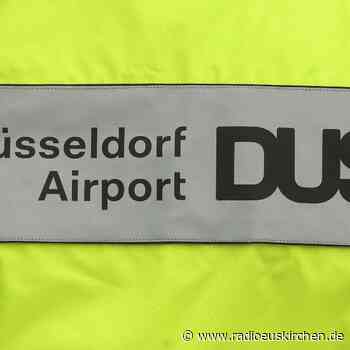 üsseldorf
Airport
DUS
© www.radioeuskirchen.de